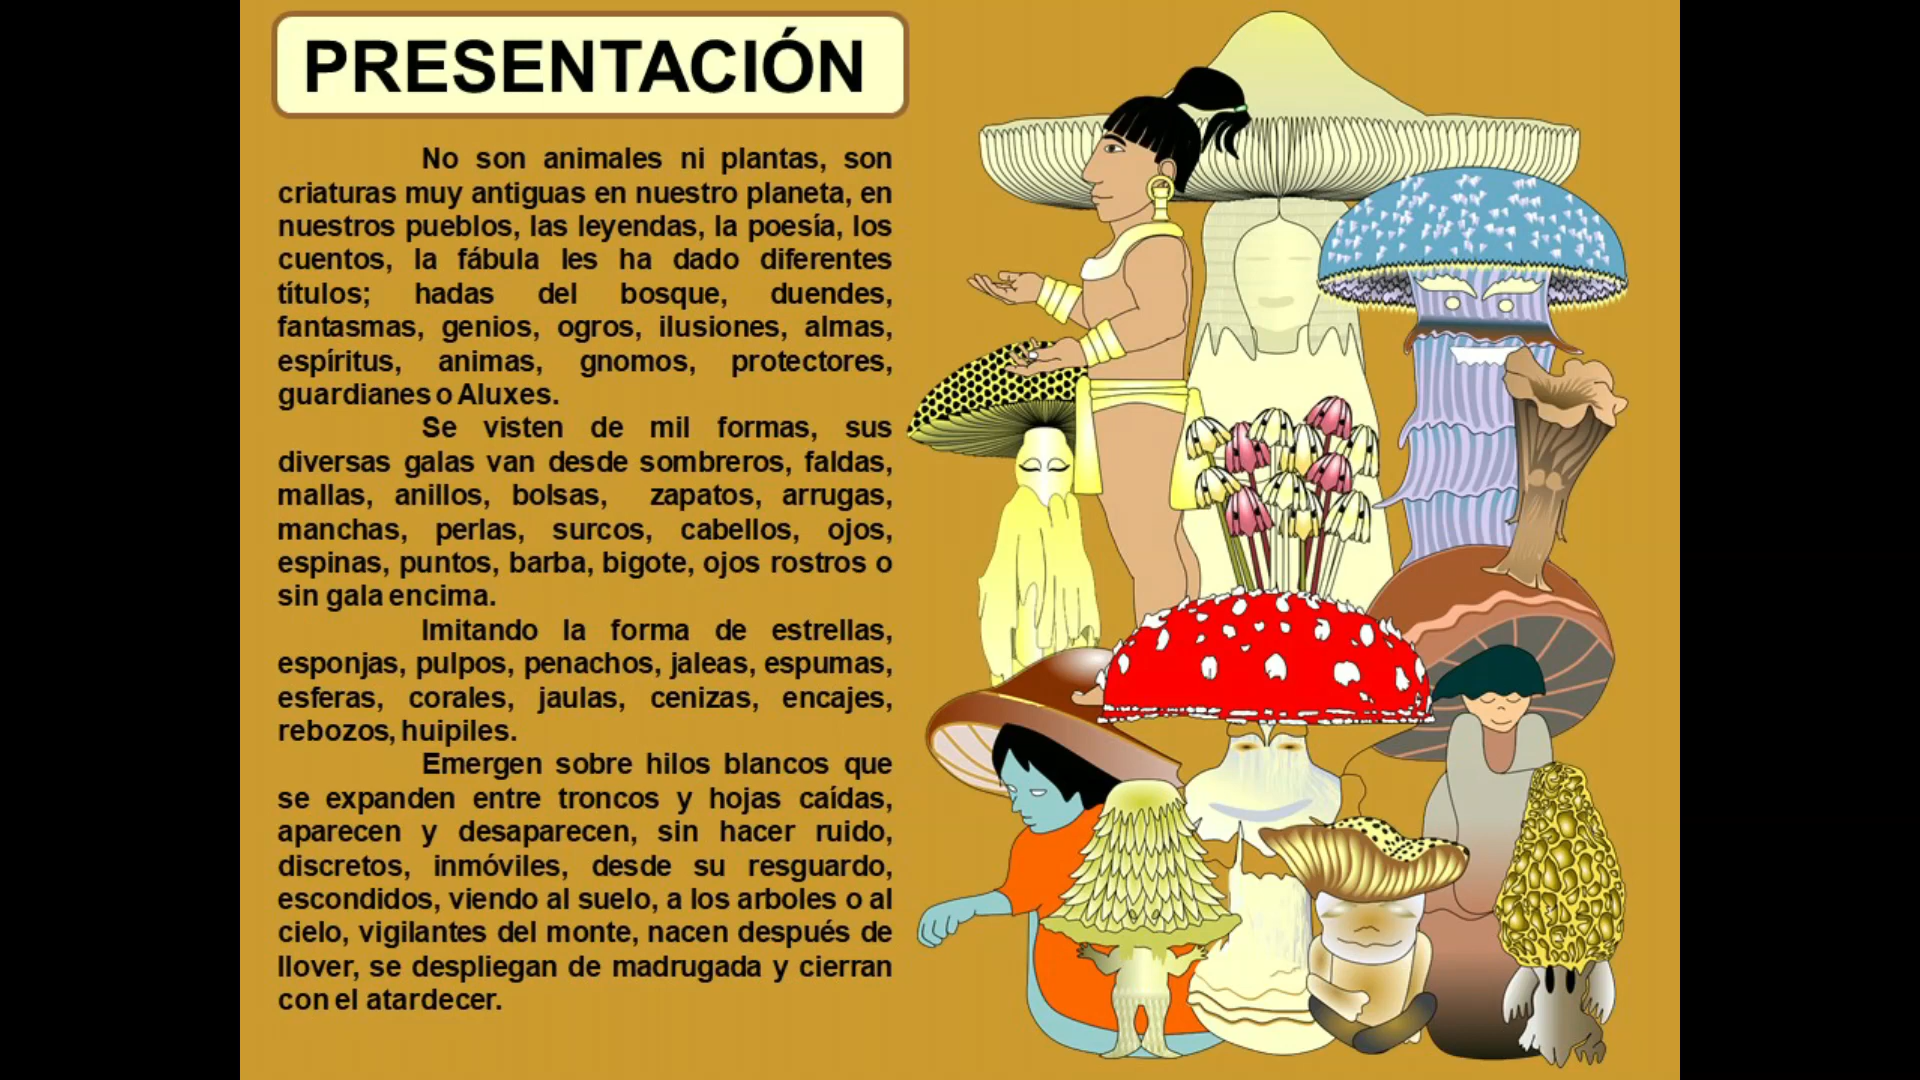 PRESENTACIÓN
No son animales ni plantas, son
criaturas muy antiguas en nuestro planeta, en
nuestros pueblos, las leyendas, la poesía, los
cuentos, la fábula les ha dado diferentes
títulos; hadas del bosque, duendes,
fantasmas, genios, ogros, ilusiones, almas,
espíritus, animas, gnomos, protectores,
guardianes o Aluxes.
Se visten de mil formas, sus
diversas galas van desde sombreros, faldas,
mallas, anillos, bolsas, zapatos, arrugas,
manchas, perlas, surcos, cabellos, ojos,
espinas, puntos, barba, bigote, ojos rostros o
sin gala encima.
Imitando la forma de estrellas,
esponjas, pulpos, penachos, jaleas, espumas,
esferas, corales, jaulas, cenizas, encajes,
rebozos, huipiles.
Emergen sobre hilos blancos que
se expanden entre troncos y hojas caídas,
aparecen y desaparecen, sin hacer ruido,
discretos, inmóviles, desde su resguardo,
escondidos, viendo al suelo, a los arboles o al
cielo, vigilantes del monte, nacen después de
llover, se despliegan de madrugada y cierran
con el atardecer.